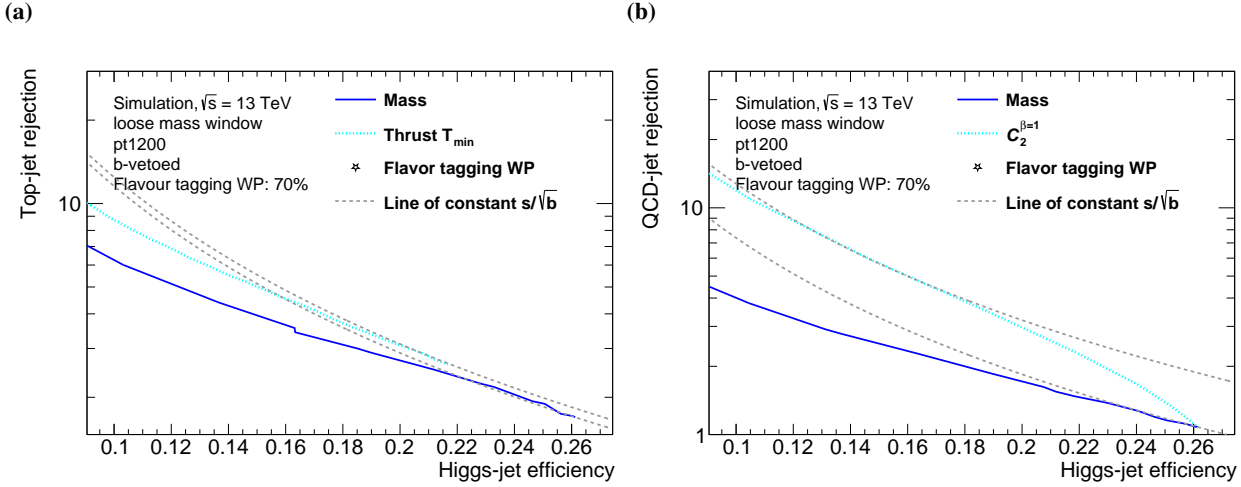 (a)
Top-jet rejection
Simulation, √s = 13 TeV
loose mass window
pt1200
b-vetoed
Flavour tagging WP: 70%
Mass
Thrust T_min
Flavor tagging WP
Line of constant s/√b
10
0.1 0.12 0.14 0.16 0.18 0.2 0.22 0.24 0.26
Higgs-jet efficiency
(b)
QCD-jet rejection
Simulation, √s = 13 TeV
loose mass window
pt1200
b-vetoed
Flavour tagging WP: 70%
Mass
C_2^{β=1}
Flavor tagging WP
Line of constant s/√b
10
1
0.1 0.12 0.14 0.16 0.18 0.2 0.22 0.24 0.26
Higgs-jet efficiency